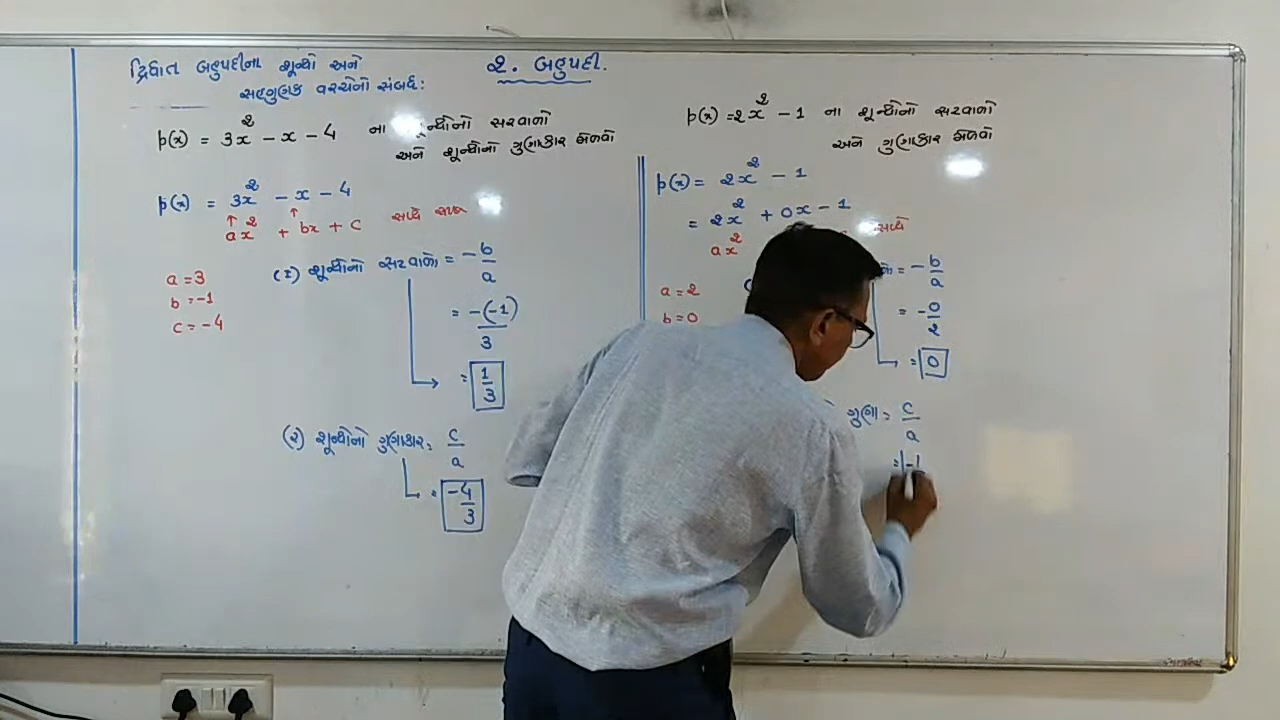 ૨. બહુપદી.
દ્વિઘાત બહુપદીના શૂન્યો અને
સહગુણક વચ્ચેનો સંબંધ:
p(x) = 3x² - x - 4 ના શૂન્યોનો સરવાળો
અને શૂન્યોનો ગુણાકાર મેળવો
p(x) = 3x² - x - 4
↑ ↑
ax² + bx + c સાથે
a = 3
b = -1
c = -4
(૧) શૂન્યોનો સરવાળો = -b/a
= -(-1)/3
= 1/3
(૨) શૂન્યોનો ગુણાકાર = c/a
= -4/3
p(x) = 2x² - 1 ના શૂન્યોનો સરવાળો
અને ગુણાકાર મેળવો
p(x) = 2x² - 1
= 2x² + 0x - 1
ax² સાથે
a = 2
b = 0
= -b/a
= -0/2
= 0
ગુણા = c/a
= -1